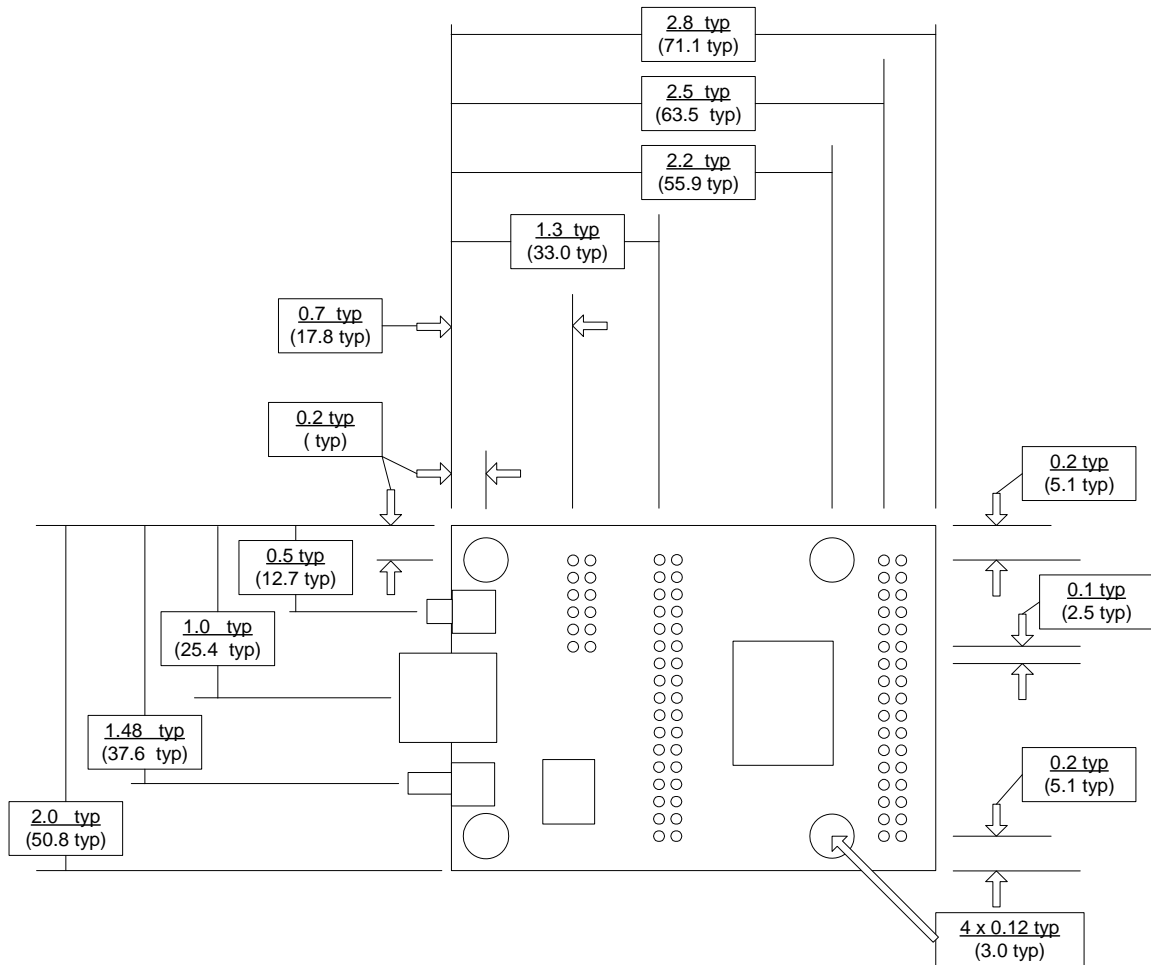 2.8 typ
(71.1 typ)
2.5 typ
(63.5 typ)
2.2 typ
(55.9 typ)
1.3 typ
(33.0 typ)
0.7 typ
(17.8 typ)
0.2 typ
( typ)
0.2 typ
(5.1 typ)
0.5 typ
(12.7 typ)
0.1 typ
(2.5 typ)
1.0 typ
(25.4 typ)
1.48 typ
(37.6 typ)
0.2 typ
(5.1 typ)
2.0 typ
(50.8 typ)
4 x 0.12 typ
(3.0 typ)